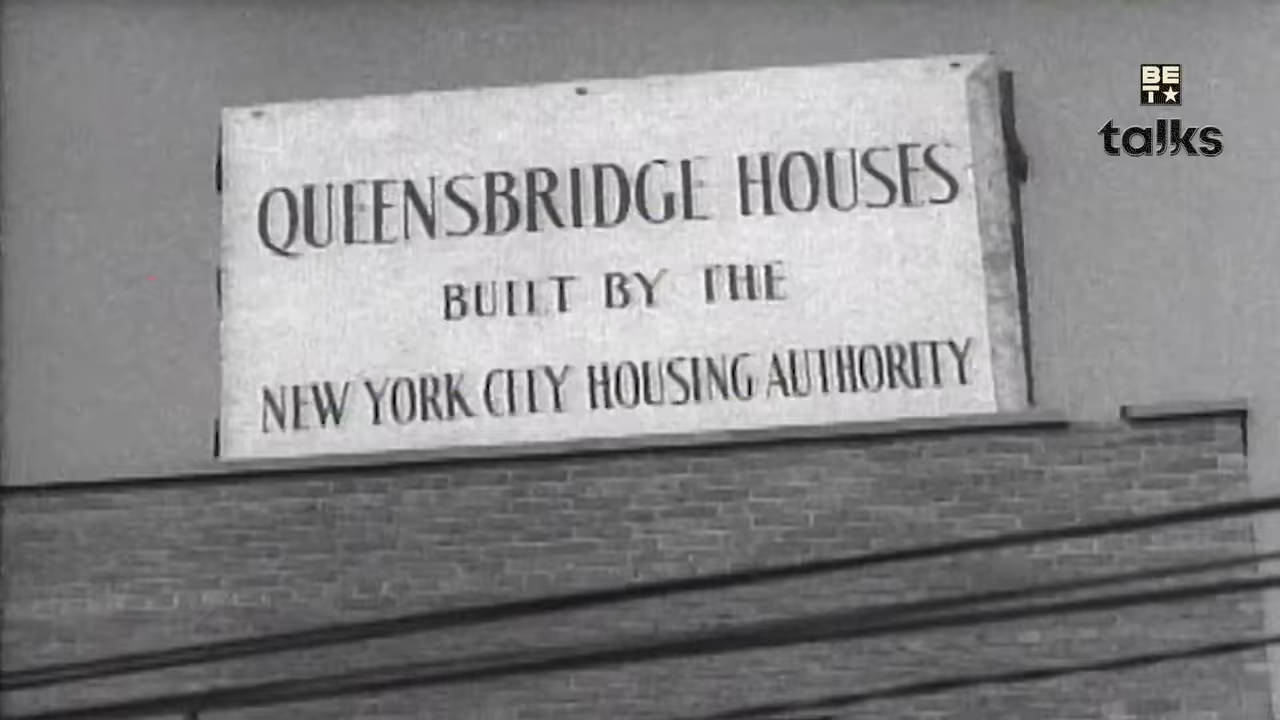 QUEENSBRIDGE HOUSES
BUILT BY THE
NEW YORK CITY HOUSING AUTHORITY
BET
talks